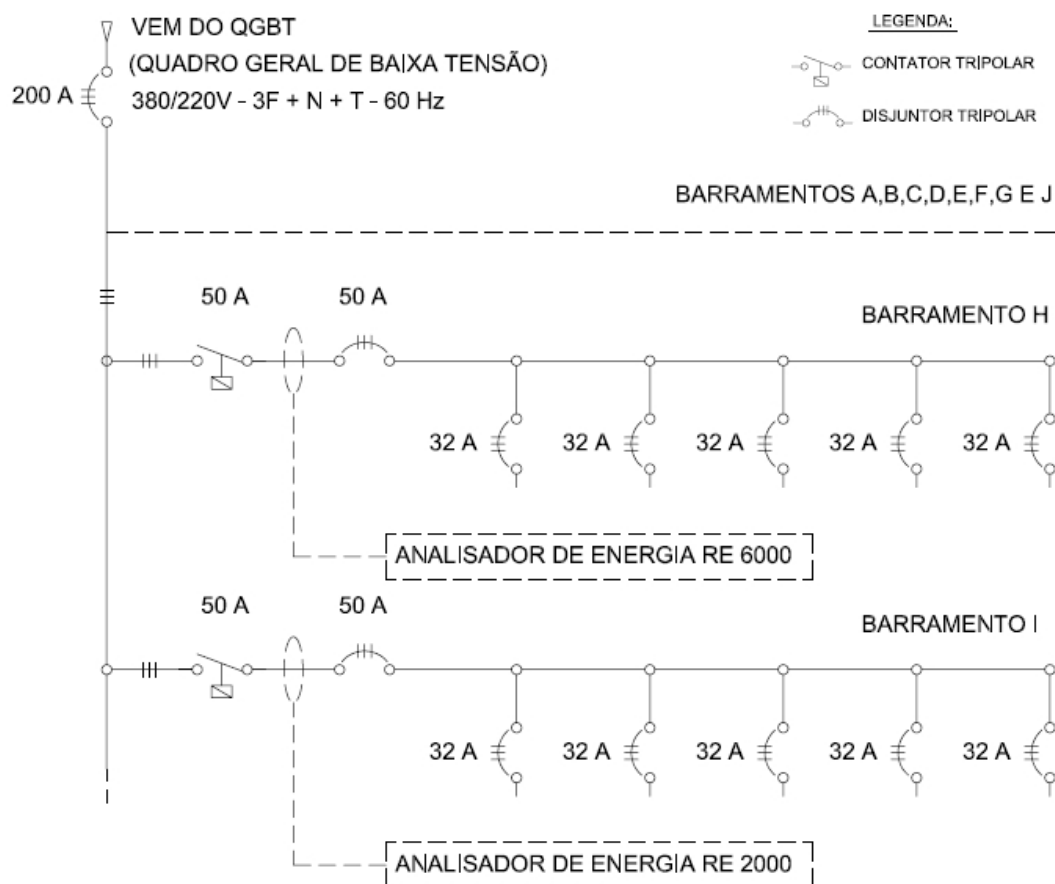 VEM DO QGBT
(QUADRO GERAL DE BAIXA TENSÃO)
200 A
380/220V - 3F + N + T - 60 Hz
LEGENDA:
CONTATOR TRIPOLAR
DISJUNTOR TRIPOLAR
BARRAMENTOS A,B,C,D,E,F,G E J
50 A
50 A
BARRAMENTO H
32 A
32 A
32 A
32 A
32 A
ANALISADOR DE ENERGIA RE 6000
50 A
50 A
BARRAMENTO I
32 A
32 A
32 A
32 A
32 A
ANALISADOR DE ENERGIA RE 2000